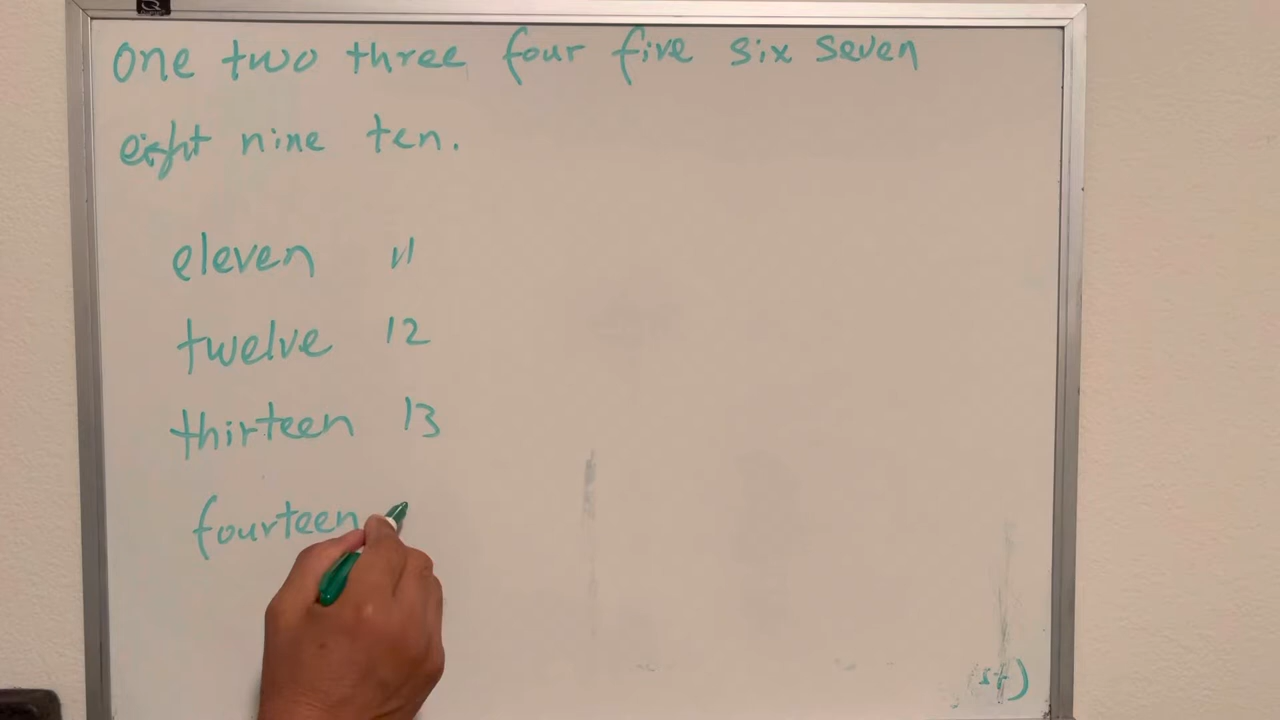 one two three four five six seven
eight nine ten.
eleven 11
twelve 12
thirteen 13
fourteen